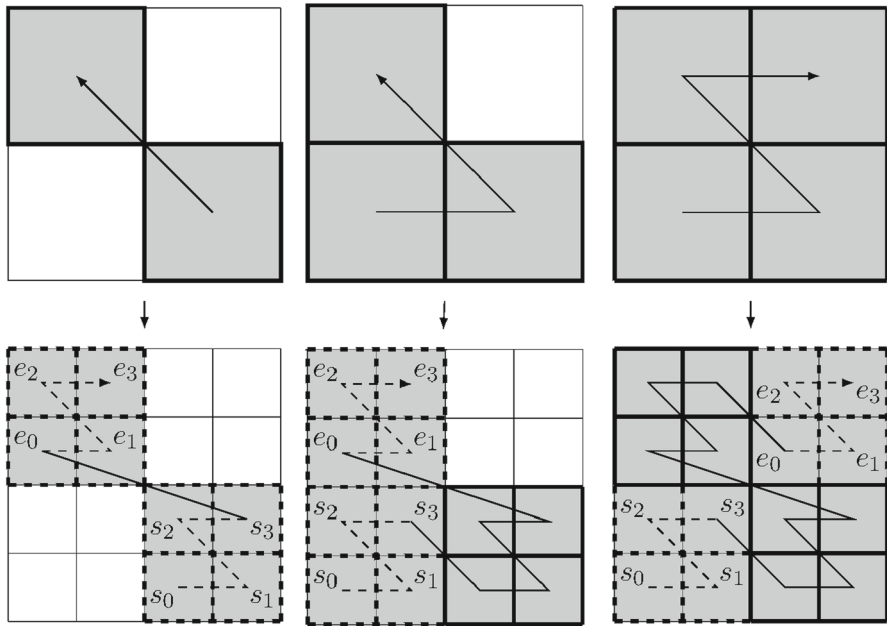 e₂ e₃ e₂ e₃ e₂ e₃
e₀ e₁ e₀ e₁ e₀ e₁
s₂ s₃ s₂ s₃ s₂ s₃
s₀ s₁ s₀ s₁ s₀ s₁